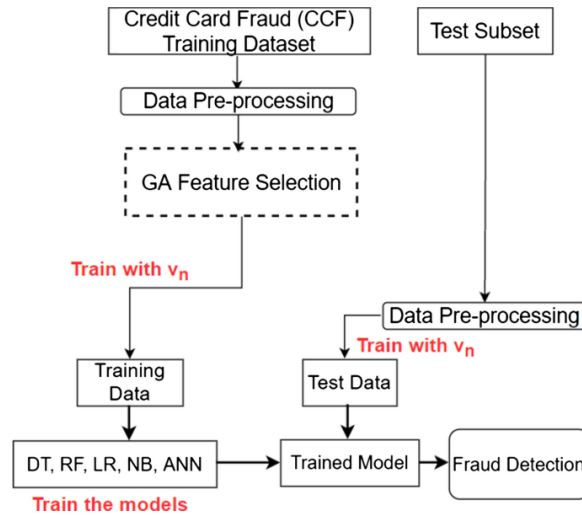 Credit Card Fraud (CCF)
Training Dataset
Test Subset
Data Pre-processing
GA Feature Selection
Train with vn
Data Pre-processing
Train with vn
Training
Data
Test Data
DT, RF, LR, NB, ANN
Trained Model
Fraud Detection
Train the models